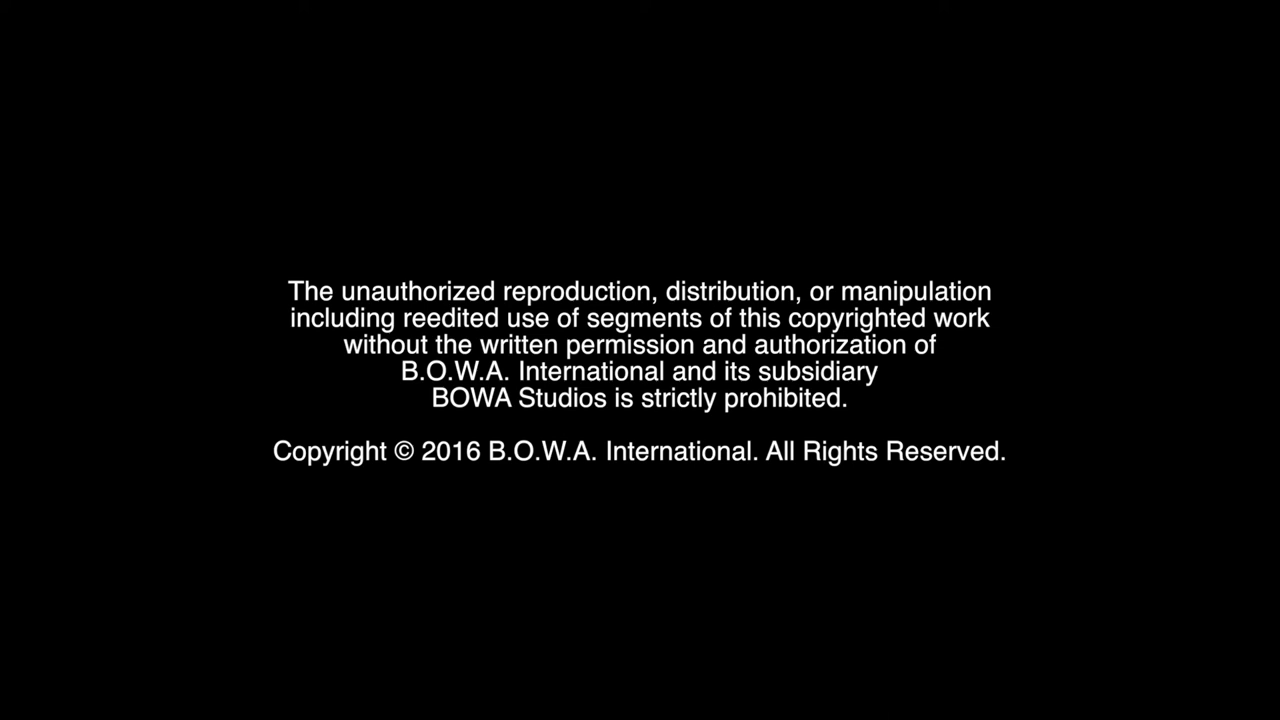 The unauthorized reproduction, distribution, or manipulation
including reedited use of segments of this copyrighted work
without the written permission and authorization of
B.O.W.A. International and its subsidiary
BOWA Studios is strictly prohibited.
Copyright © 2016 B.O.W.A. International. All Rights Reserved.